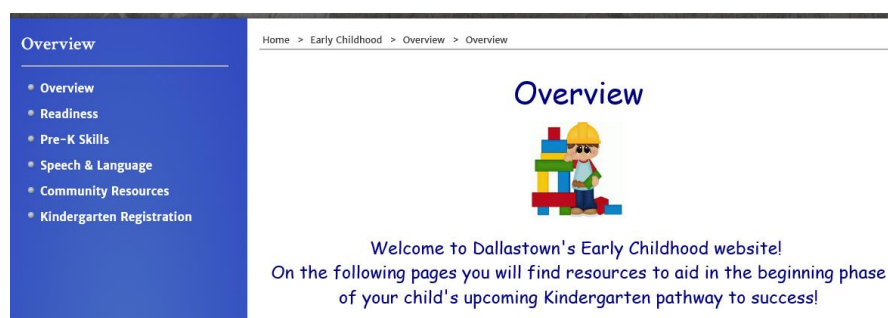 Overview
Overview
Readiness
Pre-K Skills
Speech & Language
Community Resources
Kindergarten Registration
Home > Early Childhood > Overview > Overview
Overview
Welcome to Dallastown's Early Childhood website!
On the following pages you will find resources to aid in the beginning phase
of your child's upcoming Kindergarten pathway to success!